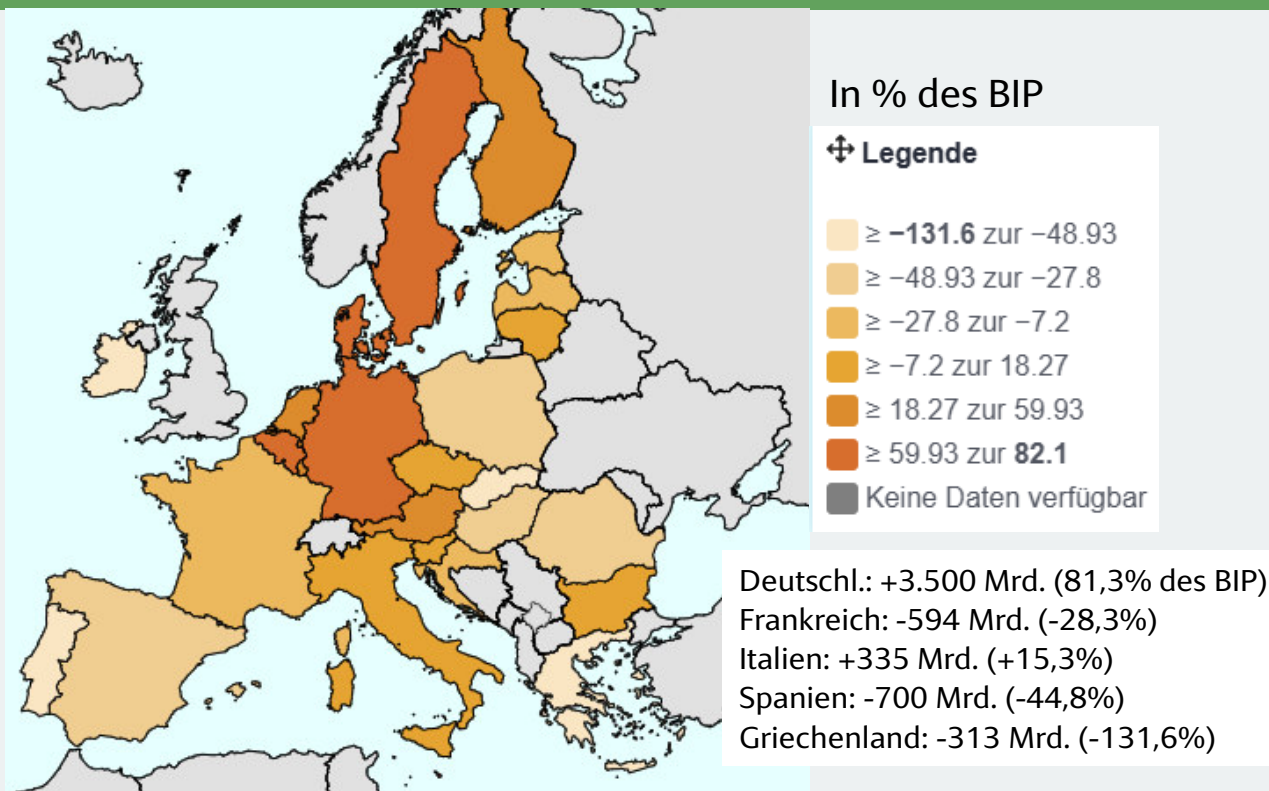 In % des BIP
Legende
≥ −131.6 zur −48.93
≥ −48.93 zur −27.8
≥ −27.8 zur −7.2
≥ −7.2 zur 18.27
≥ 18.27 zur 59.93
≥ 59.93 zur 82.1
Keine Daten verfügbar
Deutschl.: +3.500 Mrd. (81,3% des BIP)
Frankreich: -594 Mrd. (-28,3%)
Italien: +335 Mrd. (+15,3%)
Spanien: -700 Mrd. (-44,8%)
Griechenland: -313 Mrd. (-131,6%)